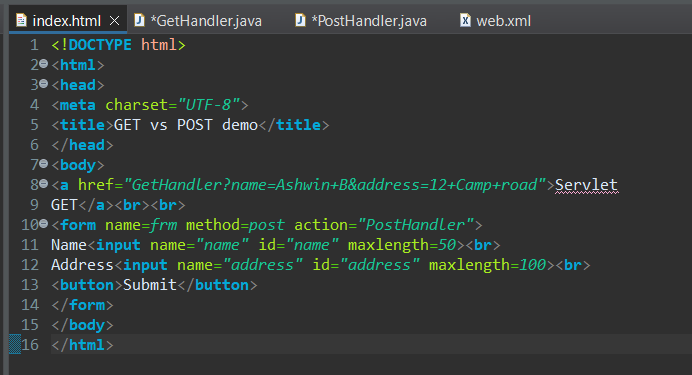 index.html *GetHandler.java *PostHandler.java web.xml
1 <!DOCTYPE html>
2 <html>
3 <head>
4 <meta charset="UTF-8">
5 <title>GET vs POST demo</title>
6 </head>
7 <body>
8 <a href="GetHandler?name=Ashwin+B&address=12+Camp+road">Servlet
9 GET</a><br><br>
10 <form name=frm method=post action="PostHandler">
11 Name<input name="name" id="name" maxlength=50><br>
12 Address<input name="address" id="address" maxlength=100><br>
13 <button>Submit</button>
14 </form>
15 </body>
16 </html>